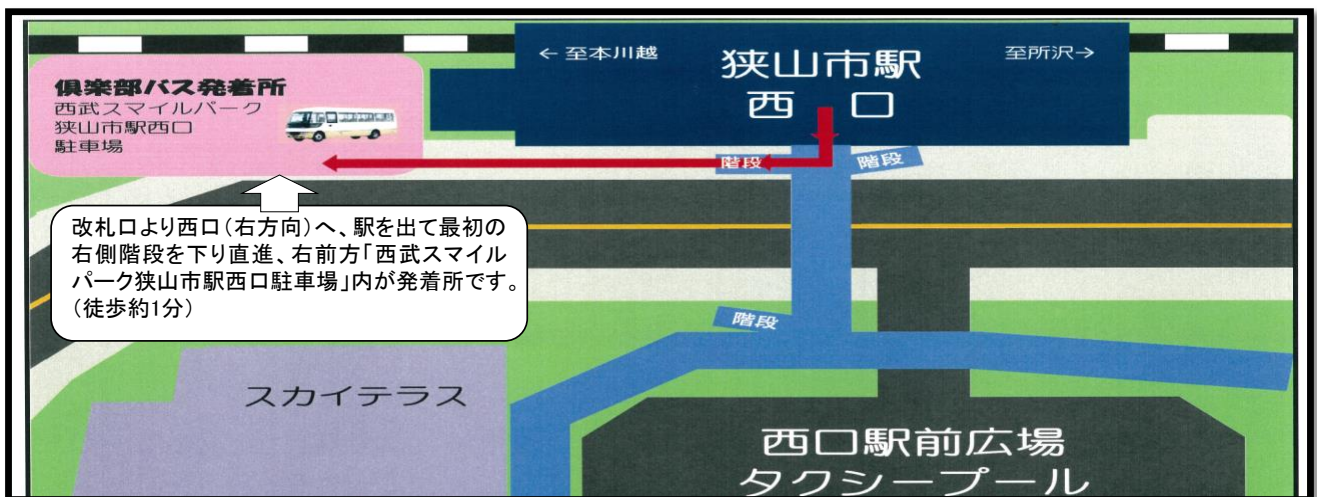 ← 至本川越
狭山市駅
至所沢→
西 口
俱楽部バス発着所
西武スマイルパーク
狭山市駅西口
駐車場
階段
階段
改札口より西口(右方向)へ、駅を出て最初の
右側階段を下り直進、右前方「西武スマイル
パーク狭山市駅西口駐車場」内が発着所です。
(徒歩約1分)
階段
スカイテラス
西口駅前広場
タクシープール